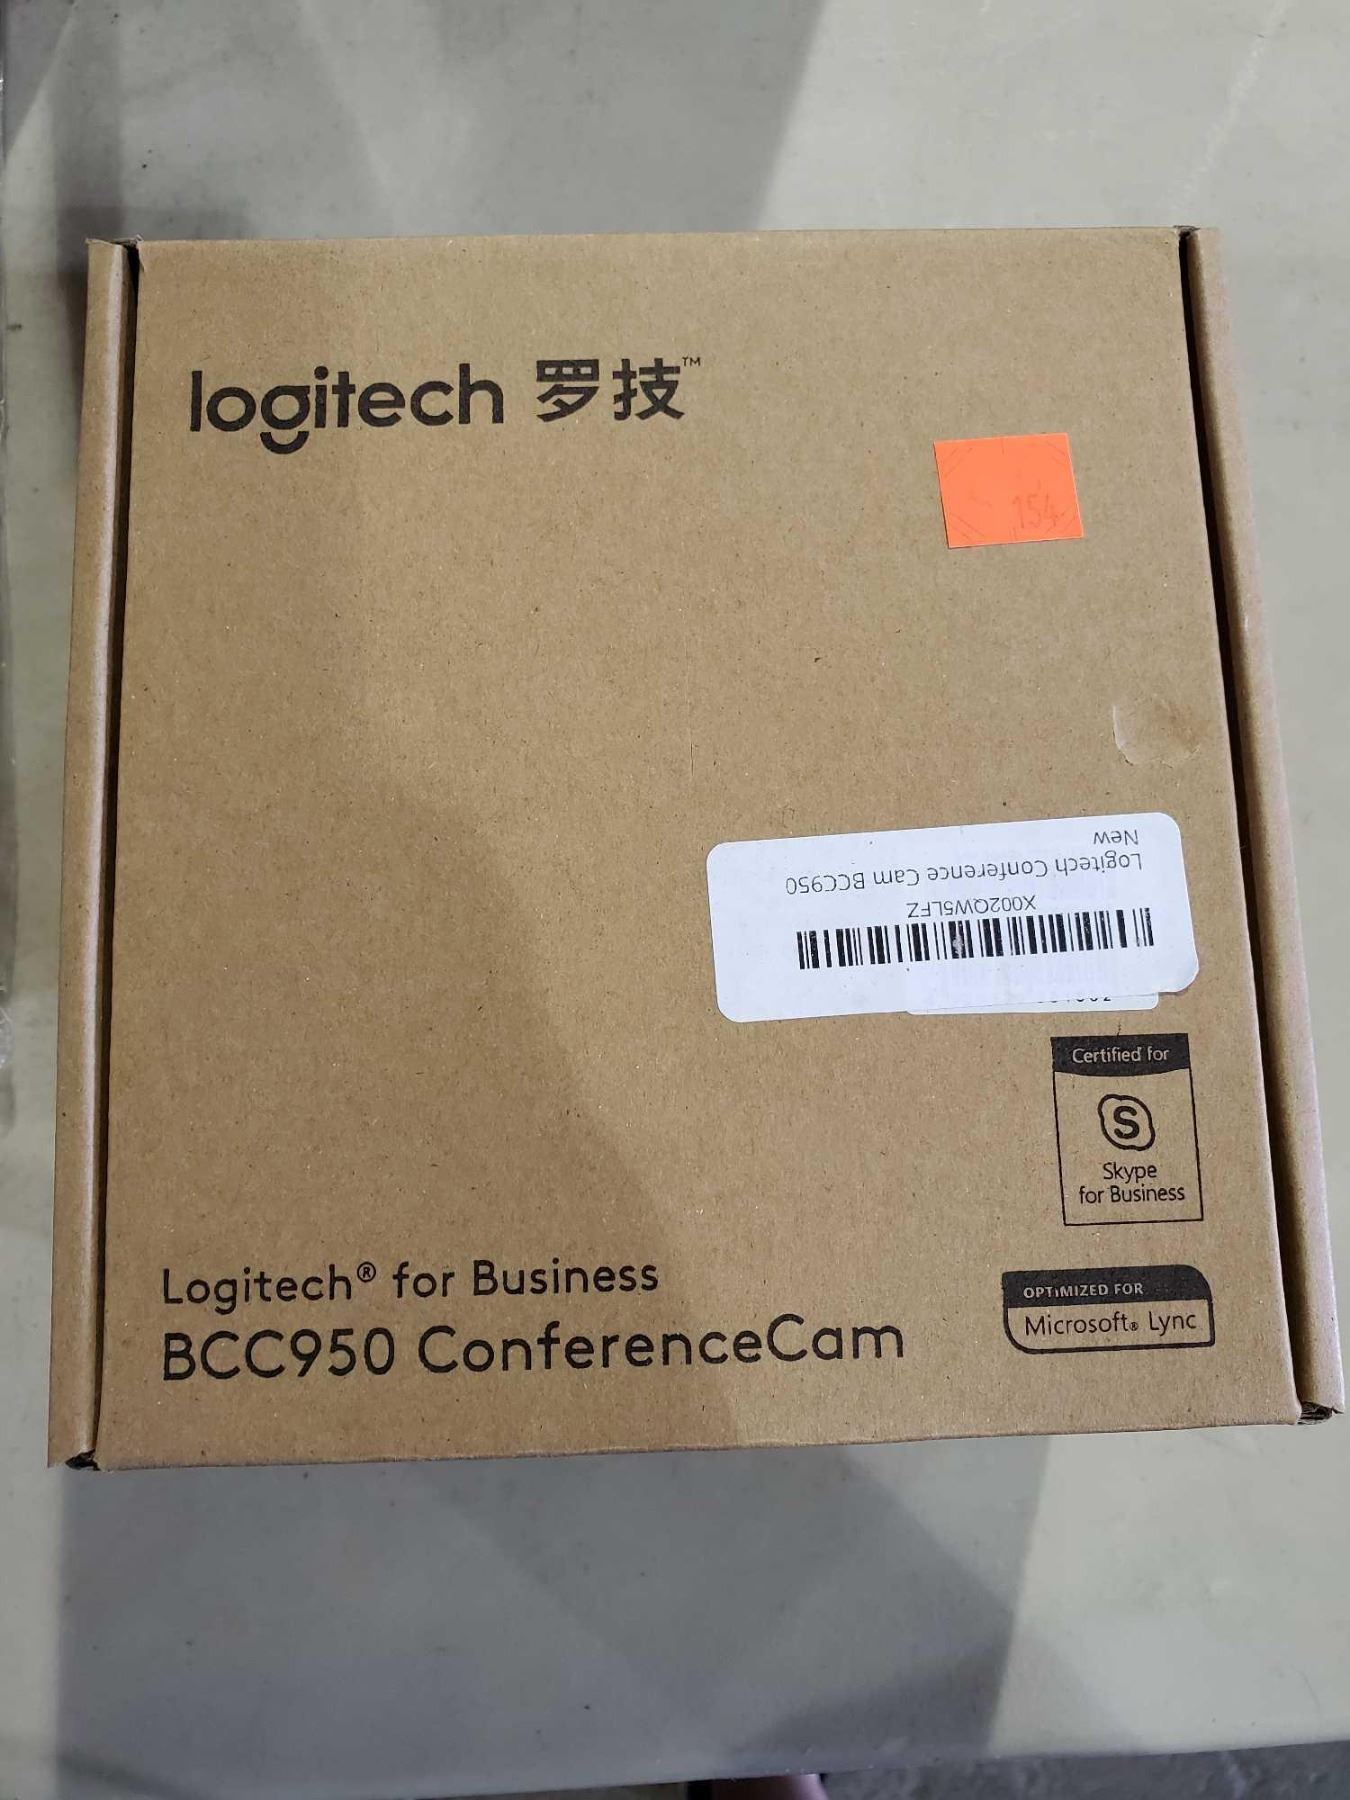 logitech 罗技™
154
New
Logitech Conference Cam BCC950
X002QW5LFZ
Certified for
S
Skype
for Business
Logitech® for Business
BCC950 ConferenceCam
OPTIMIZED FOR
Microsoft® Lync